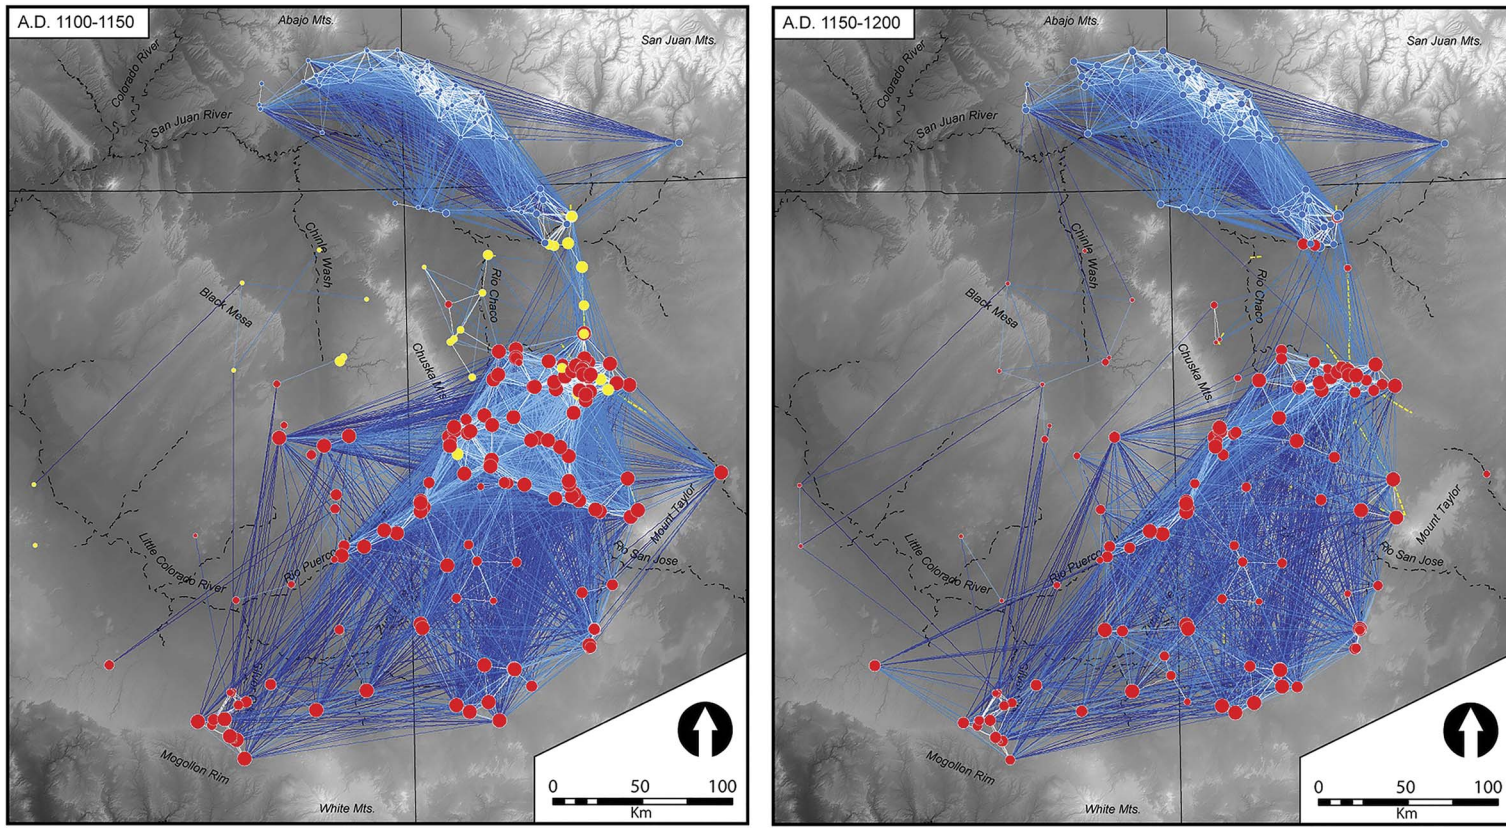 A.D. 1100-1150
Abajo Mts.
San Juan Mts.
Colorado River
San Juan River
Chinle Wash
Rio Chaco
Black Mesa
Chuska Mts.
Mount Taylor
Rio San Jose
Little Colorado River
Rio Puerco
Mogollon Rim
White Mts.
0 50 100
Km
A.D. 1150-1200
Abajo Mts.
San Juan Mts.
Colorado River
San Juan River
Chinle Wash
Rio Chaco
Black Mesa
Chuska Mts.
Mount Taylor
Rio San Jose
Little Colorado River
Rio Puerco
Mogollon Rim
White Mts.
0 50 100
Km